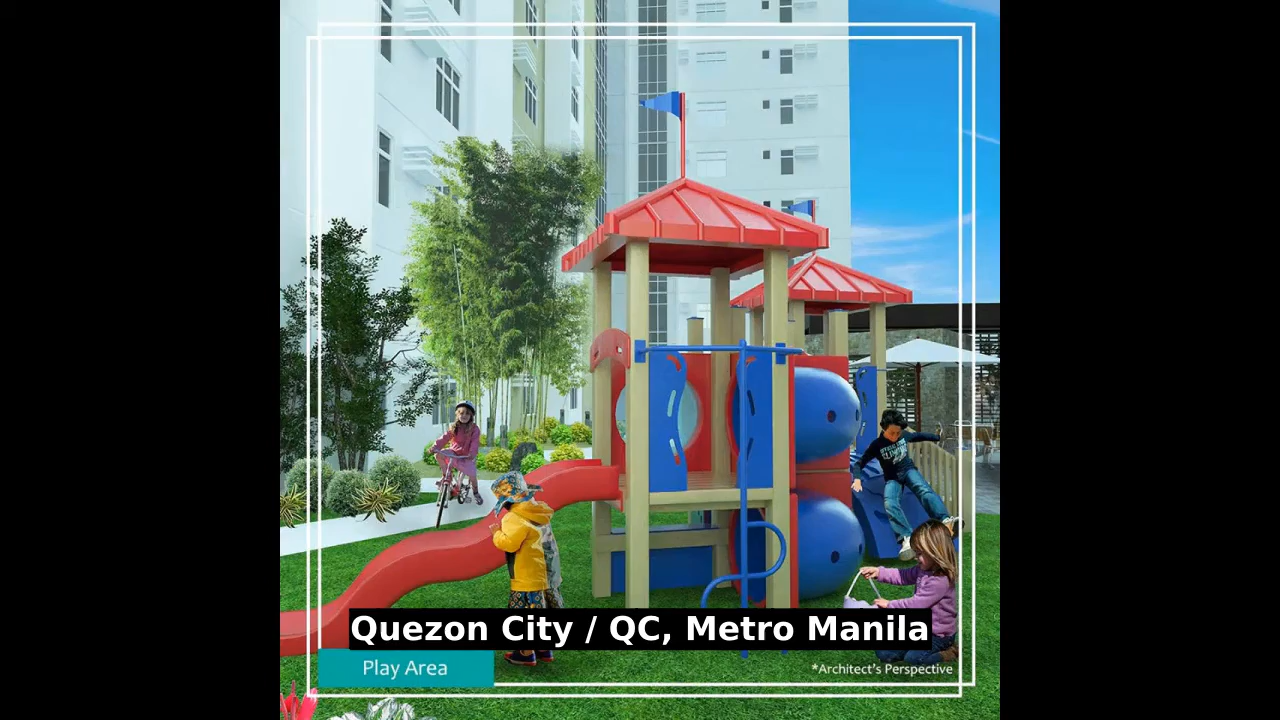 Quezon City / QC, Metro Manila
Play Area
*Architect's Perspective